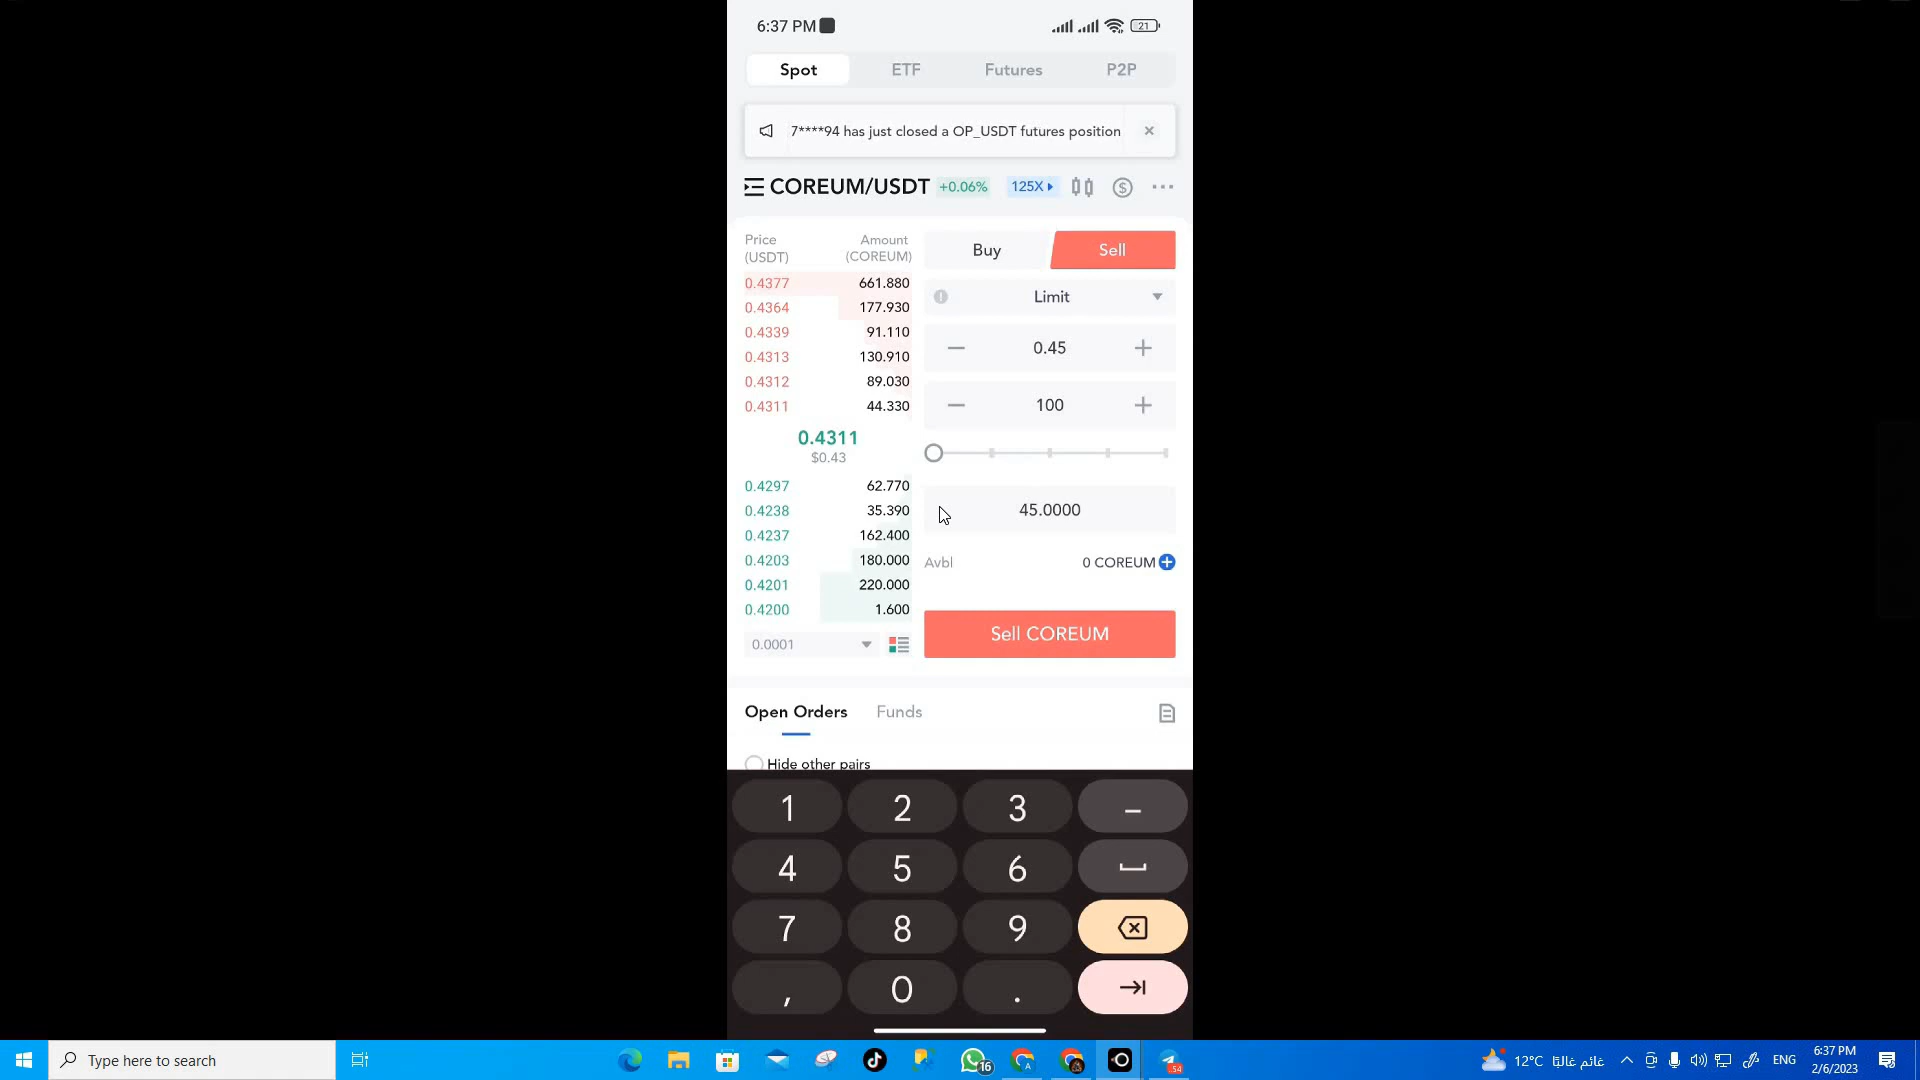 6:37 PM
21
Spot ETF Futures P2P
7****94 has just closed a OP_USDT futures position
COREUM/USDT +0.06% 125X
Price (USDT) Amount (COREUM)
0.4377 661.880
0.4364 177.930
0.4339 91.110
0.4313 130.910
0.4312 89.030
0.4311 44.330
0.4311
$0.43
0.4297 62.770
0.4238 35.390
0.4237 162.400
0.4203 180.000
0.4201 220.000
0.4200 1.600
0.0001
Buy Sell
Limit
0.45
100
45.0000
Avbl 0 COREUM
Sell COREUM
Open Orders Funds
Hide other pairs
1 2 3 –
4 5 6
7 8 9
, 0 .
Type here to search
16
54
12°C غائم غالبًا
ENG
6:37 PM
2/6/2023